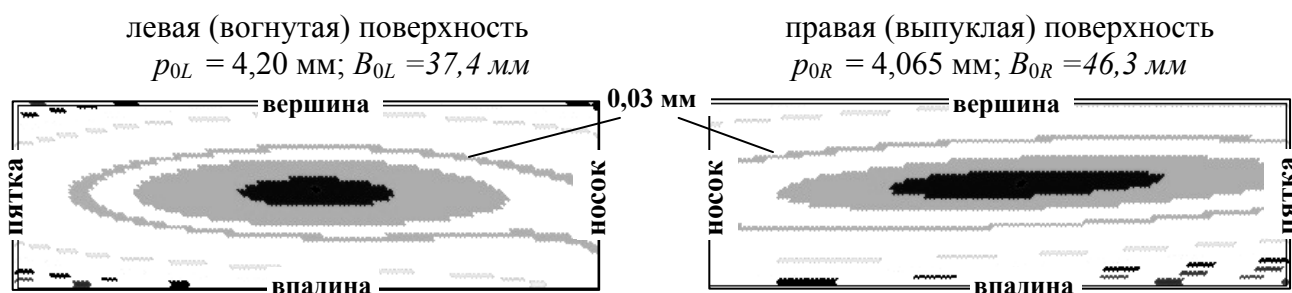 левая (вогнутая) поверхность
p0L = 4,20 мм; B0L =37,4 мм
правая (выпуклая) поверхность
p0R = 4,065 мм; B0R =46,3 мм
0,03 мм
вершина
пятка
носок
впадина
вершина
носок
пятка
впадина